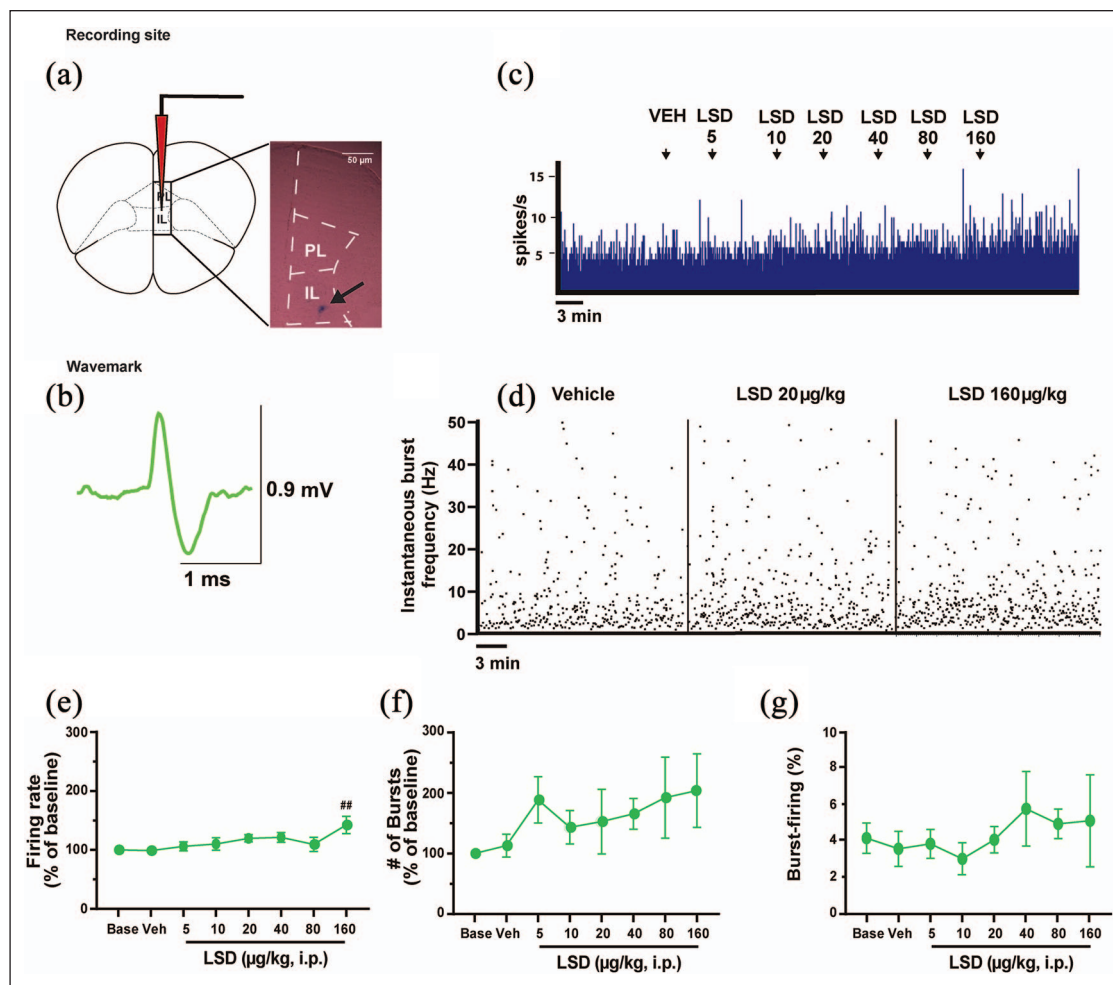 Recording site
(a)
PL
IL
50 µm
PL
IL
(c)
VEH LSD LSD LSD LSD LSD LSD
5 10 20 40 80 160
15
10
5
spikes/s
3 min
Wavemark
(b)
0.9 mV
1 ms
(d)
Vehicle LSD 20µg/kg LSD 160µg/kg
50
40
30
20
10
0
Instantaneous burst
frequency (Hz)
3 min
(e)
300
200
100
0
Firing rate
(% of baseline)
##
Base Veh 5 10 20 40 80 160
LSD (µg/kg, i.p.)
(f)
300
200
100
0
# of Bursts
(% of baseline)
Base Veh 5 10 20 40 80 160
LSD (µg/kg, i.p.)
(g)
10
8
6
4
2
0
Burst-firing (%)
Base Veh 5 10 20 40 80 160
LSD (µg/kg, i.p.)